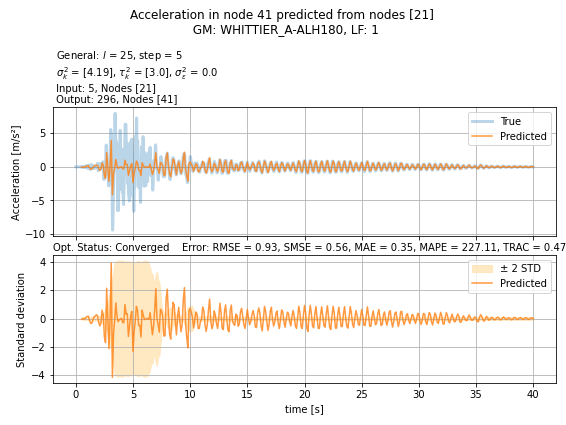 Acceleration in node 41 predicted from nodes [21]
GM: WHITTIER_A-ALH180, LF: 1
General: l = 25, step = 5
σ²ₖ = [4.19], τ²ₖ = [3.0], σ²ε = 0.0
Input: 5, Nodes [21]
Output: 296, Nodes [41]
True
Predicted
Acceleration [m/s²]
5
0
−5
−10
Opt. Status: Converged Error: RMSE = 0.93, SMSE = 0.56, MAE = 0.35, MAPE = 227.11, TRAC = 0.47
± 2 STD
Predicted
Standard deviation
4
2
0
−2
−4
0 5 10 15 20 25 30 35 40
time [s]